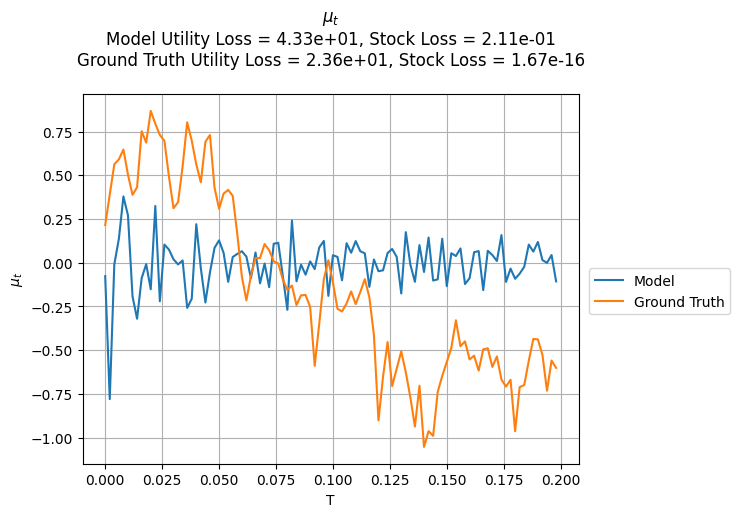 μₜ
Model Utility Loss = 4.33e+01, Stock Loss = 2.11e-01
Ground Truth Utility Loss = 2.36e+01, Stock Loss = 1.67e-16
0.75
0.50
0.25
0.00
−0.25
−0.50
−0.75
−1.00
μₜ
0.000
0.025
0.050
0.075
0.100
0.125
0.150
0.175
0.200
T
Model
Ground Truth